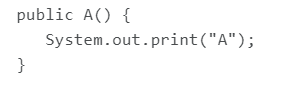 public A() {
   System.out.print("A");
}